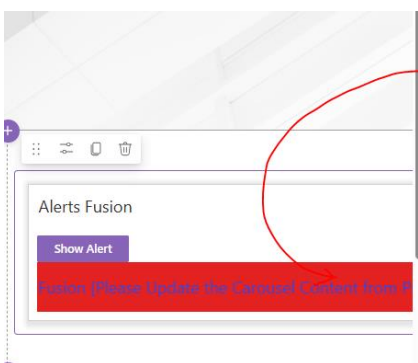 Alerts Fusion
Show Alert
Fusion (Please Update the Carousel Content from